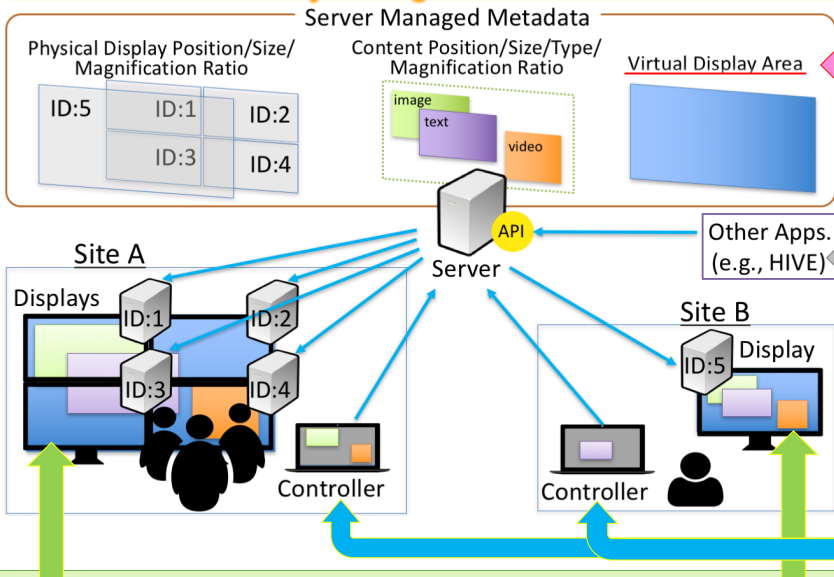 Server Managed Metadata
Physical Display Position/Size/
Magnification Ratio
ID:5
ID:1
ID:2
ID:3
ID:4
Content Position/Size/Type/
Magnification Ratio
image
text
video
Virtual Display Area
API
Server
Other Apps.
(e.g., HIVE)
Site A
Displays
ID:1
ID:2
ID:3
ID:4
Controller
Site B
ID:5
Display
Controller